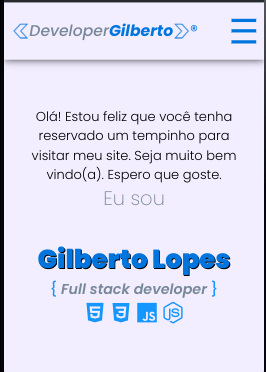 DeveloperGilberto®
Olá! Estou feliz que você tenha
reservado um tempinho para
visitar meu site. Seja muito bem
vindo(a). Espero que goste.
Eu sou
Gilberto Lopes
{ Full stack developer }
5 3 JS JS